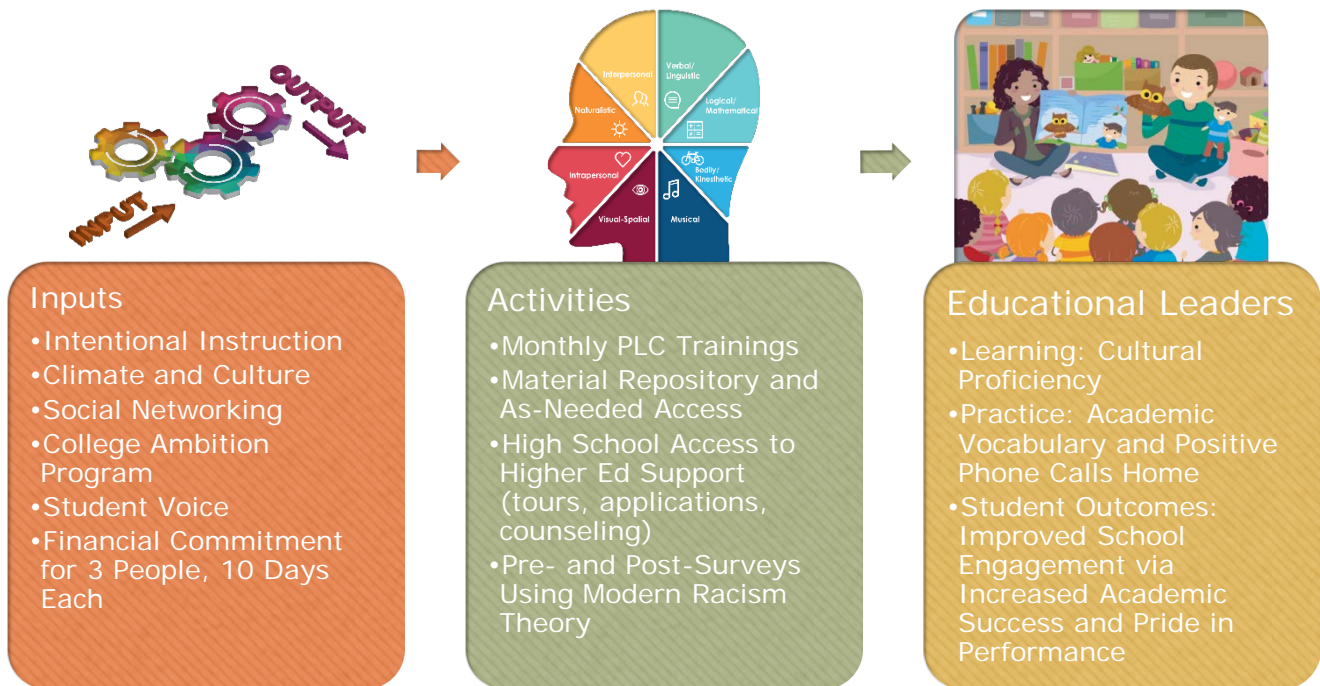 INPUT
OUTPUT
Interpersonal
Verbal/
Linguistic
Naturalistic
Logical/
Mathematical
Intrapersonal
Bodily/
Kinesthetic
Visual-Spatial
Musical
Inputs
•Intentional Instruction
•Climate and Culture
•Social Networking
•College Ambition
Program
•Student Voice
•Financial Commitment
for 3 People, 10 Days
Each
Activities
•Monthly PLC Trainings
•Material Repository and
As-Needed Access
•High School Access to
Higher Ed Support
(tours, applications,
counseling)
•Pre- and Post-Surveys
Using Modern Racism
Theory
Educational Leaders
•Learning: Cultural
Proficiency
•Practice: Academic
Vocabulary and Positive
Phone Calls Home
•Student Outcomes:
Improved School
Engagement via
Increased Academic
Success and Pride in
Performance